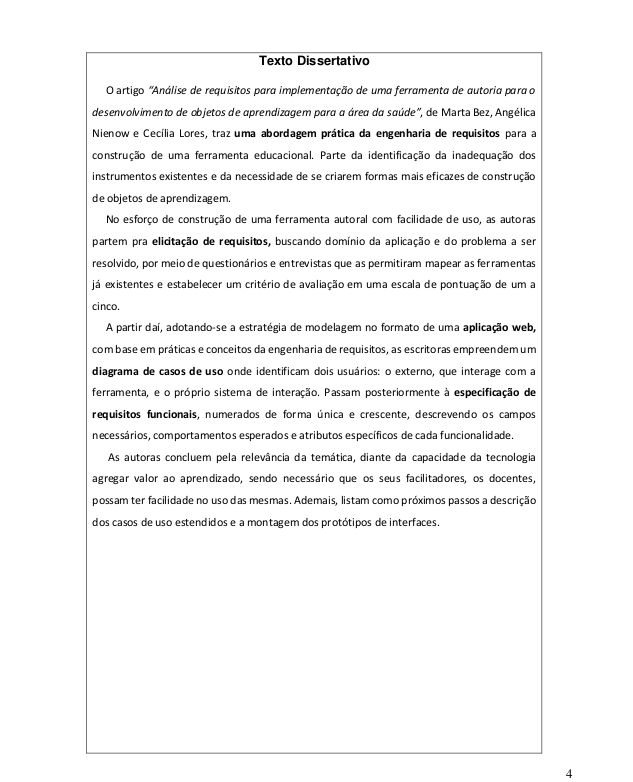 Texto Dissertativo
O artigo “Análise de requisitos para implementação de uma ferramenta de autoria para o
desenvolvimento de objetos de aprendizagem para a área da saúde”, de Marta Bez, Angélica
Nienow e Cecília Lores, traz uma abordagem prática da engenharia de requisitos para a
construção de uma ferramenta educacional. Parte da identificação da inadequação dos
instrumentos existentes e da necessidade de se criarem formas mais eficazes de construção
de objetos de aprendizagem.
No esforço de construção de uma ferramenta autoral com facilidade de uso, as autoras
partem pra elicitação de requisitos, buscando domínio da aplicação e do problema a ser
resolvido, por meio de questionários e entrevistas que as permitiram mapear as ferramentas
já existentes e estabelecer um critério de avaliação em uma escala de pontuação de um a
cinco.
A partir daí, adotando-se a estratégia de modelagem no formato de uma aplicação web,
com base em práticas e conceitos da engenharia de requisitos, as escritoras empreendem um
diagrama de casos de uso onde identificam dois usuários: o externo, que interage com a
ferramenta, e o próprio sistema de interação. Passam posteriormente à especificação de
requisitos funcionais, numerados de forma única e crescente, descrevendo os campos
necessários, comportamentos esperados e atributos específicos de cada funcionalidade.
As autoras concluem pela relevância da temática, diante da capacidade da tecnologia
agregar valor ao aprendizado, sendo necessário que os seus facilitadores, os docentes,
possam ter facilidade no uso das mesmas. Ademais, listam como próximos passos a descrição
dos casos de uso estendidos e a montagem dos protótipos de interfaces.
4